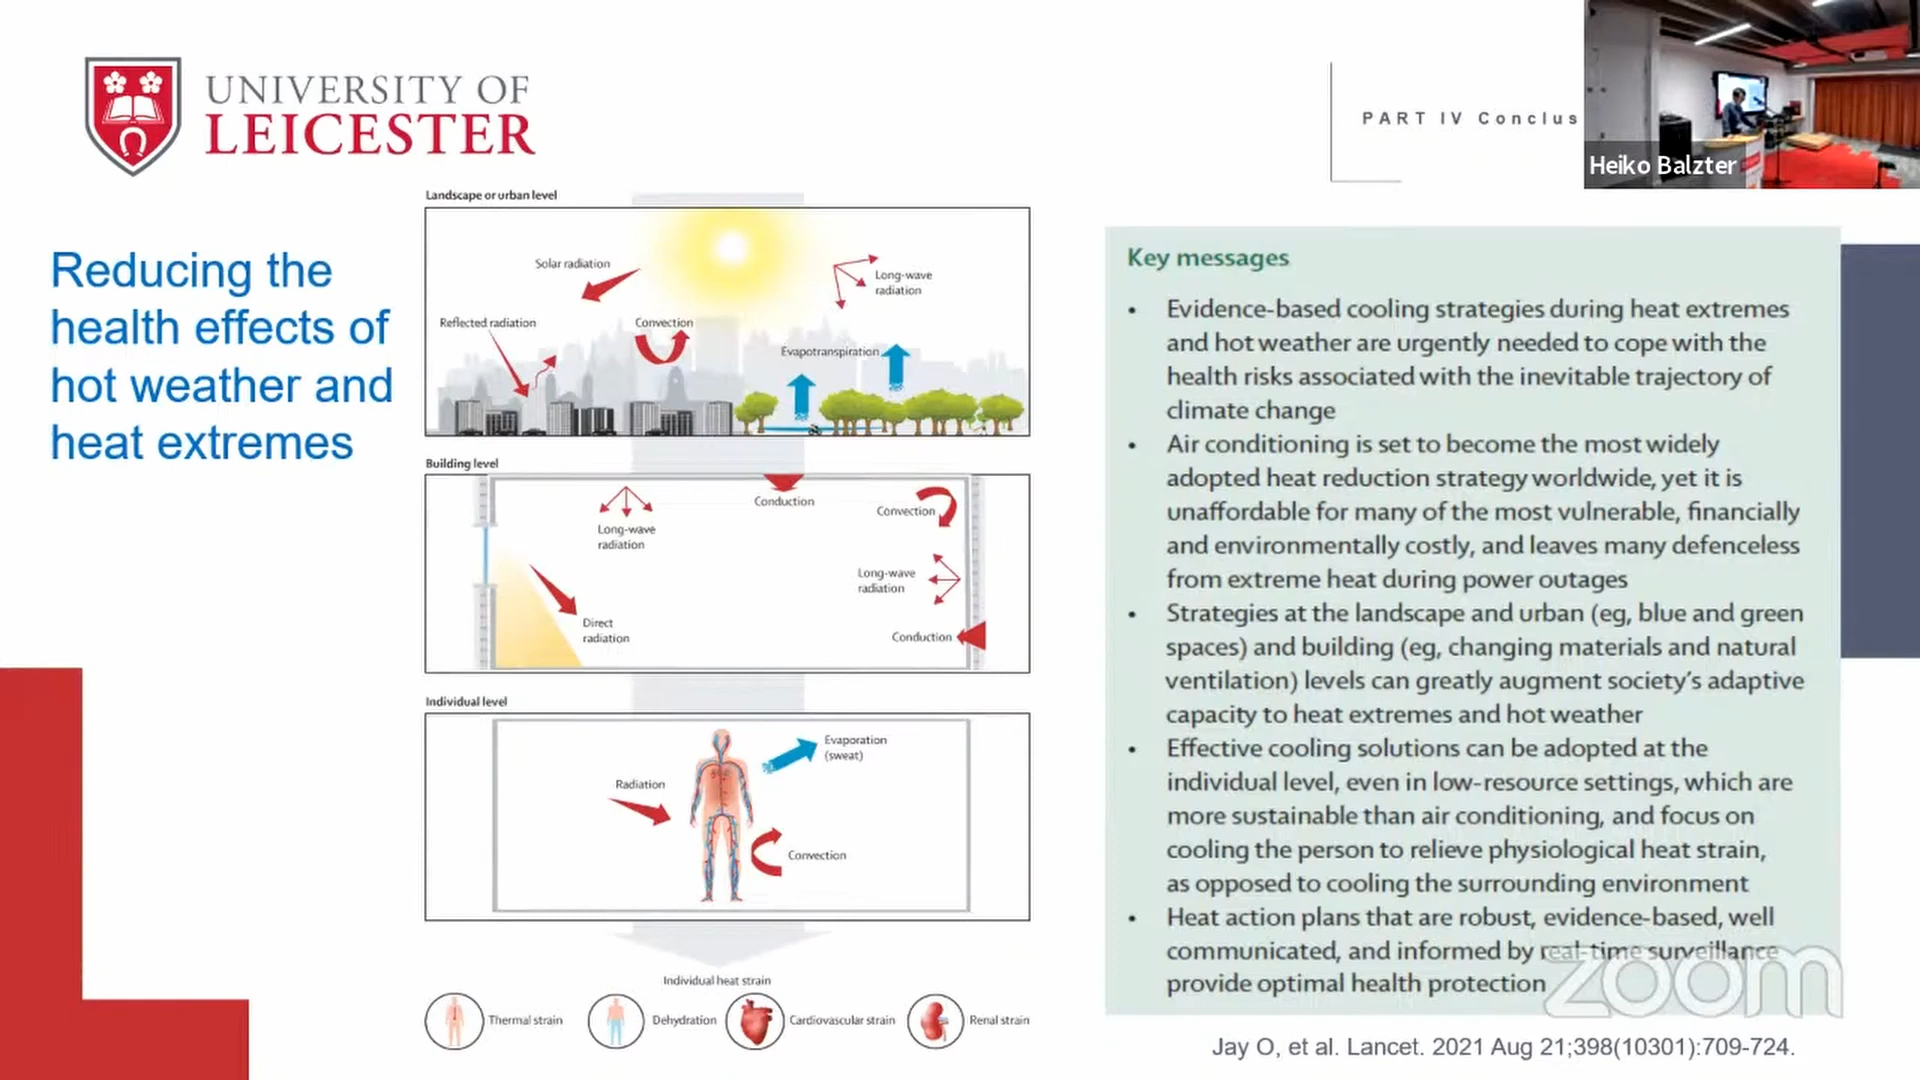 UNIVERSITY OF
LEICESTER
PART IV Conclus
Heiko Balzter
Reducing the
health effects of
hot weather and
heat extremes
Landscape or urban level
Solar radiation
Long-wave
radiation
Reflected radiation
Convection
Evapotranspiration
Building level
Long-wave
radiation
Conduction
Convection
Long-wave
radiation
Direct
radiation
Conduction
Individual level
Evaporation
(sweat)
Radiation
Convection
Individual heat strain
Thermal strain
Dehydration
Cardiovascular strain
Renal strain
Key messages
• Evidence-based cooling strategies during heat extremes
and hot weather are urgently needed to cope with the
health risks associated with the inevitable trajectory of
climate change
• Air conditioning is set to become the most widely
adopted heat reduction strategy worldwide, yet it is
unaffordable for many of the most vulnerable, financially
and environmentally costly, and leaves many defenceless
from extreme heat during power outages
• Strategies at the landscape and urban (eg, blue and green
spaces) and building (eg, changing materials and natural
ventilation) levels can greatly augment society's adaptive
capacity to heat extremes and hot weather
• Effective cooling solutions can be adopted at the
individual level, even in low-resource settings, which are
more sustainable than air conditioning, and focus on
cooling the person to relieve physiological heat strain,
as opposed to cooling the surrounding environment
• Heat action plans that are robust, evidence-based, well
communicated, and informed by real-time surveillance
provide optimal health protection
zoom
Jay O, et al. Lancet. 2021 Aug 21;398(10301):709-724.